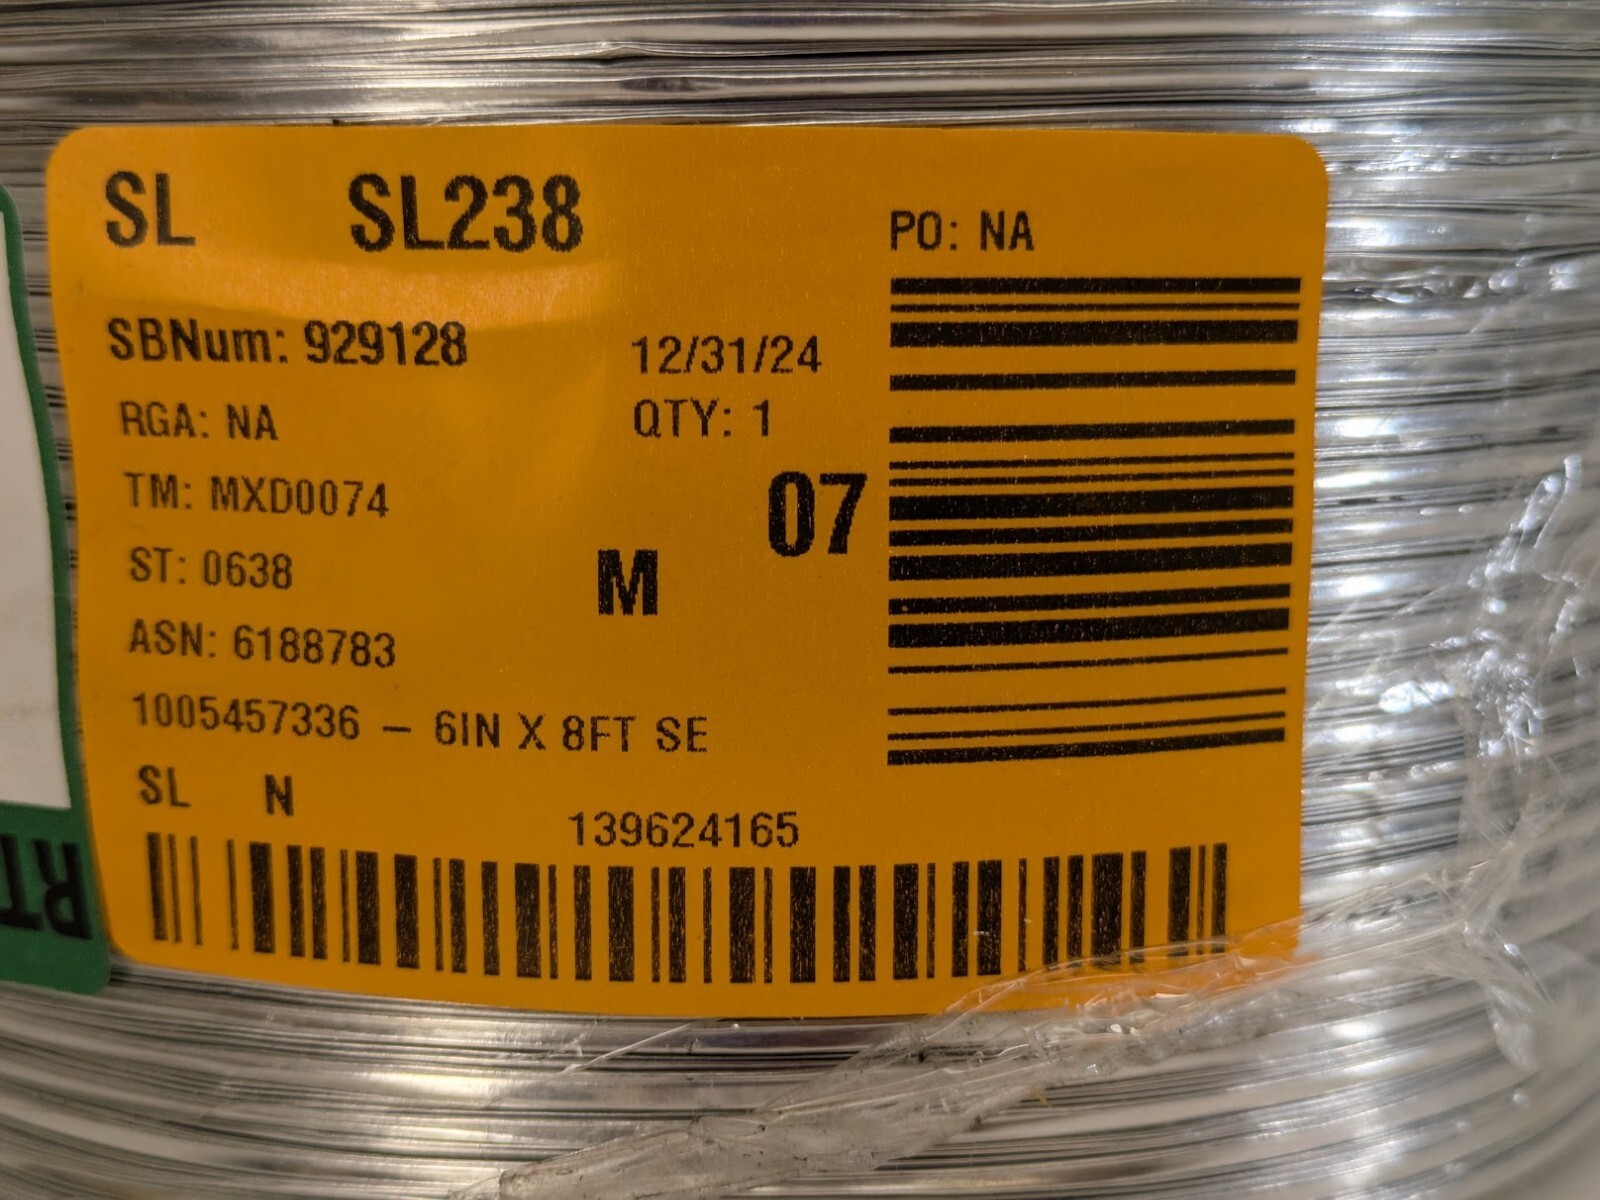 SL SL238
PO: NA
SBNum: 929128 12/31/24
RGA: NA QTY: 1
TM: MXD0074 07
ST: 0638 M
ASN: 6188783
1005457336 – 6IN X 8FT SE
SL N
139624165
RT